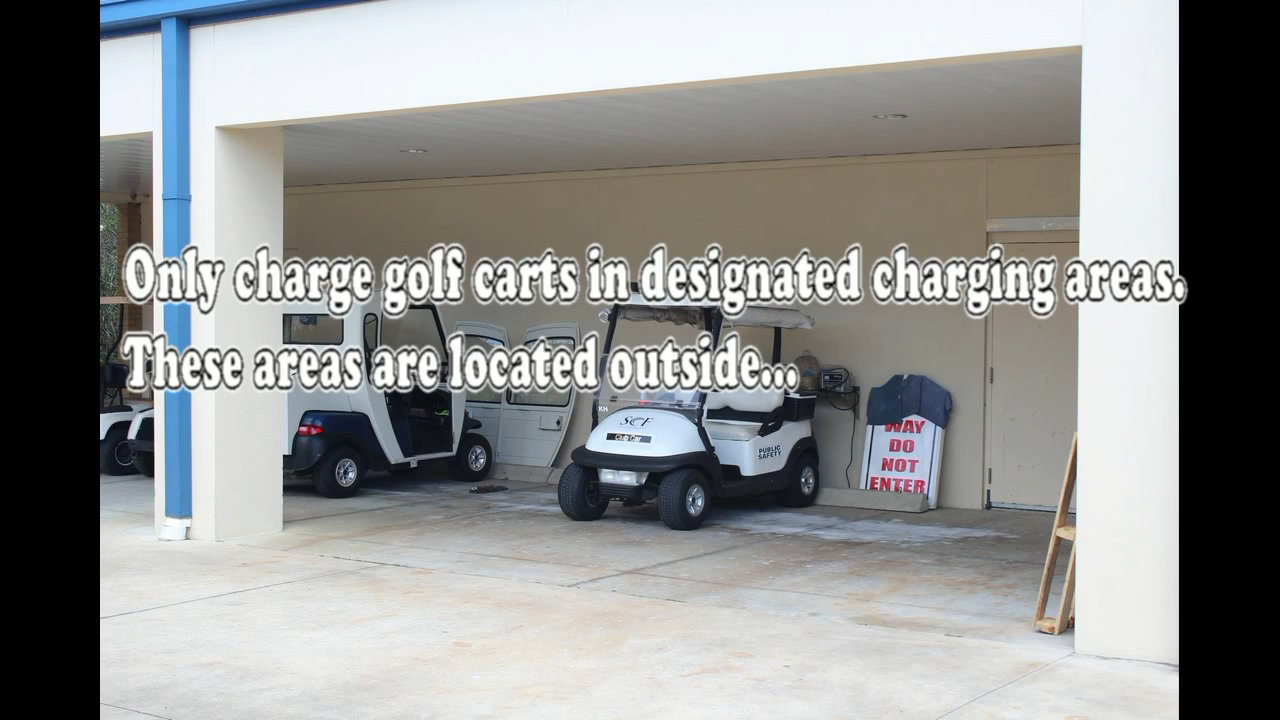 Only charge golf carts in designated charging areas.
These areas are located outside...
KH
SCF
Club Car
PUBLIC
SAFETY
WAY
DO
NOT
ENTER